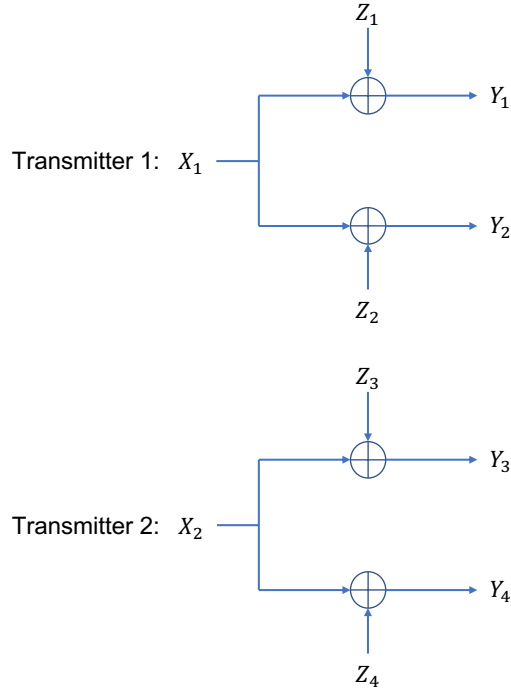 Z₁
Y₁
Transmitter 1: X₁
Y₂
Z₂
Z₃
Y₃
Transmitter 2: X₂
Y₄
Z₄